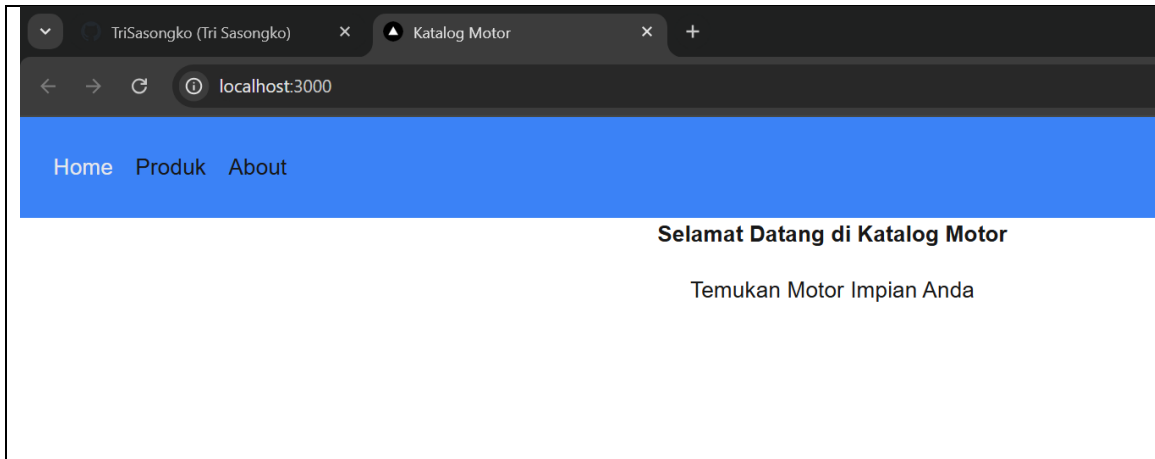 TriSasongko (Tri Sasongko)
Katalog Motor
localhost:3000
Home Produk About
Selamat Datang di Katalog Motor
Temukan Motor Impian Anda